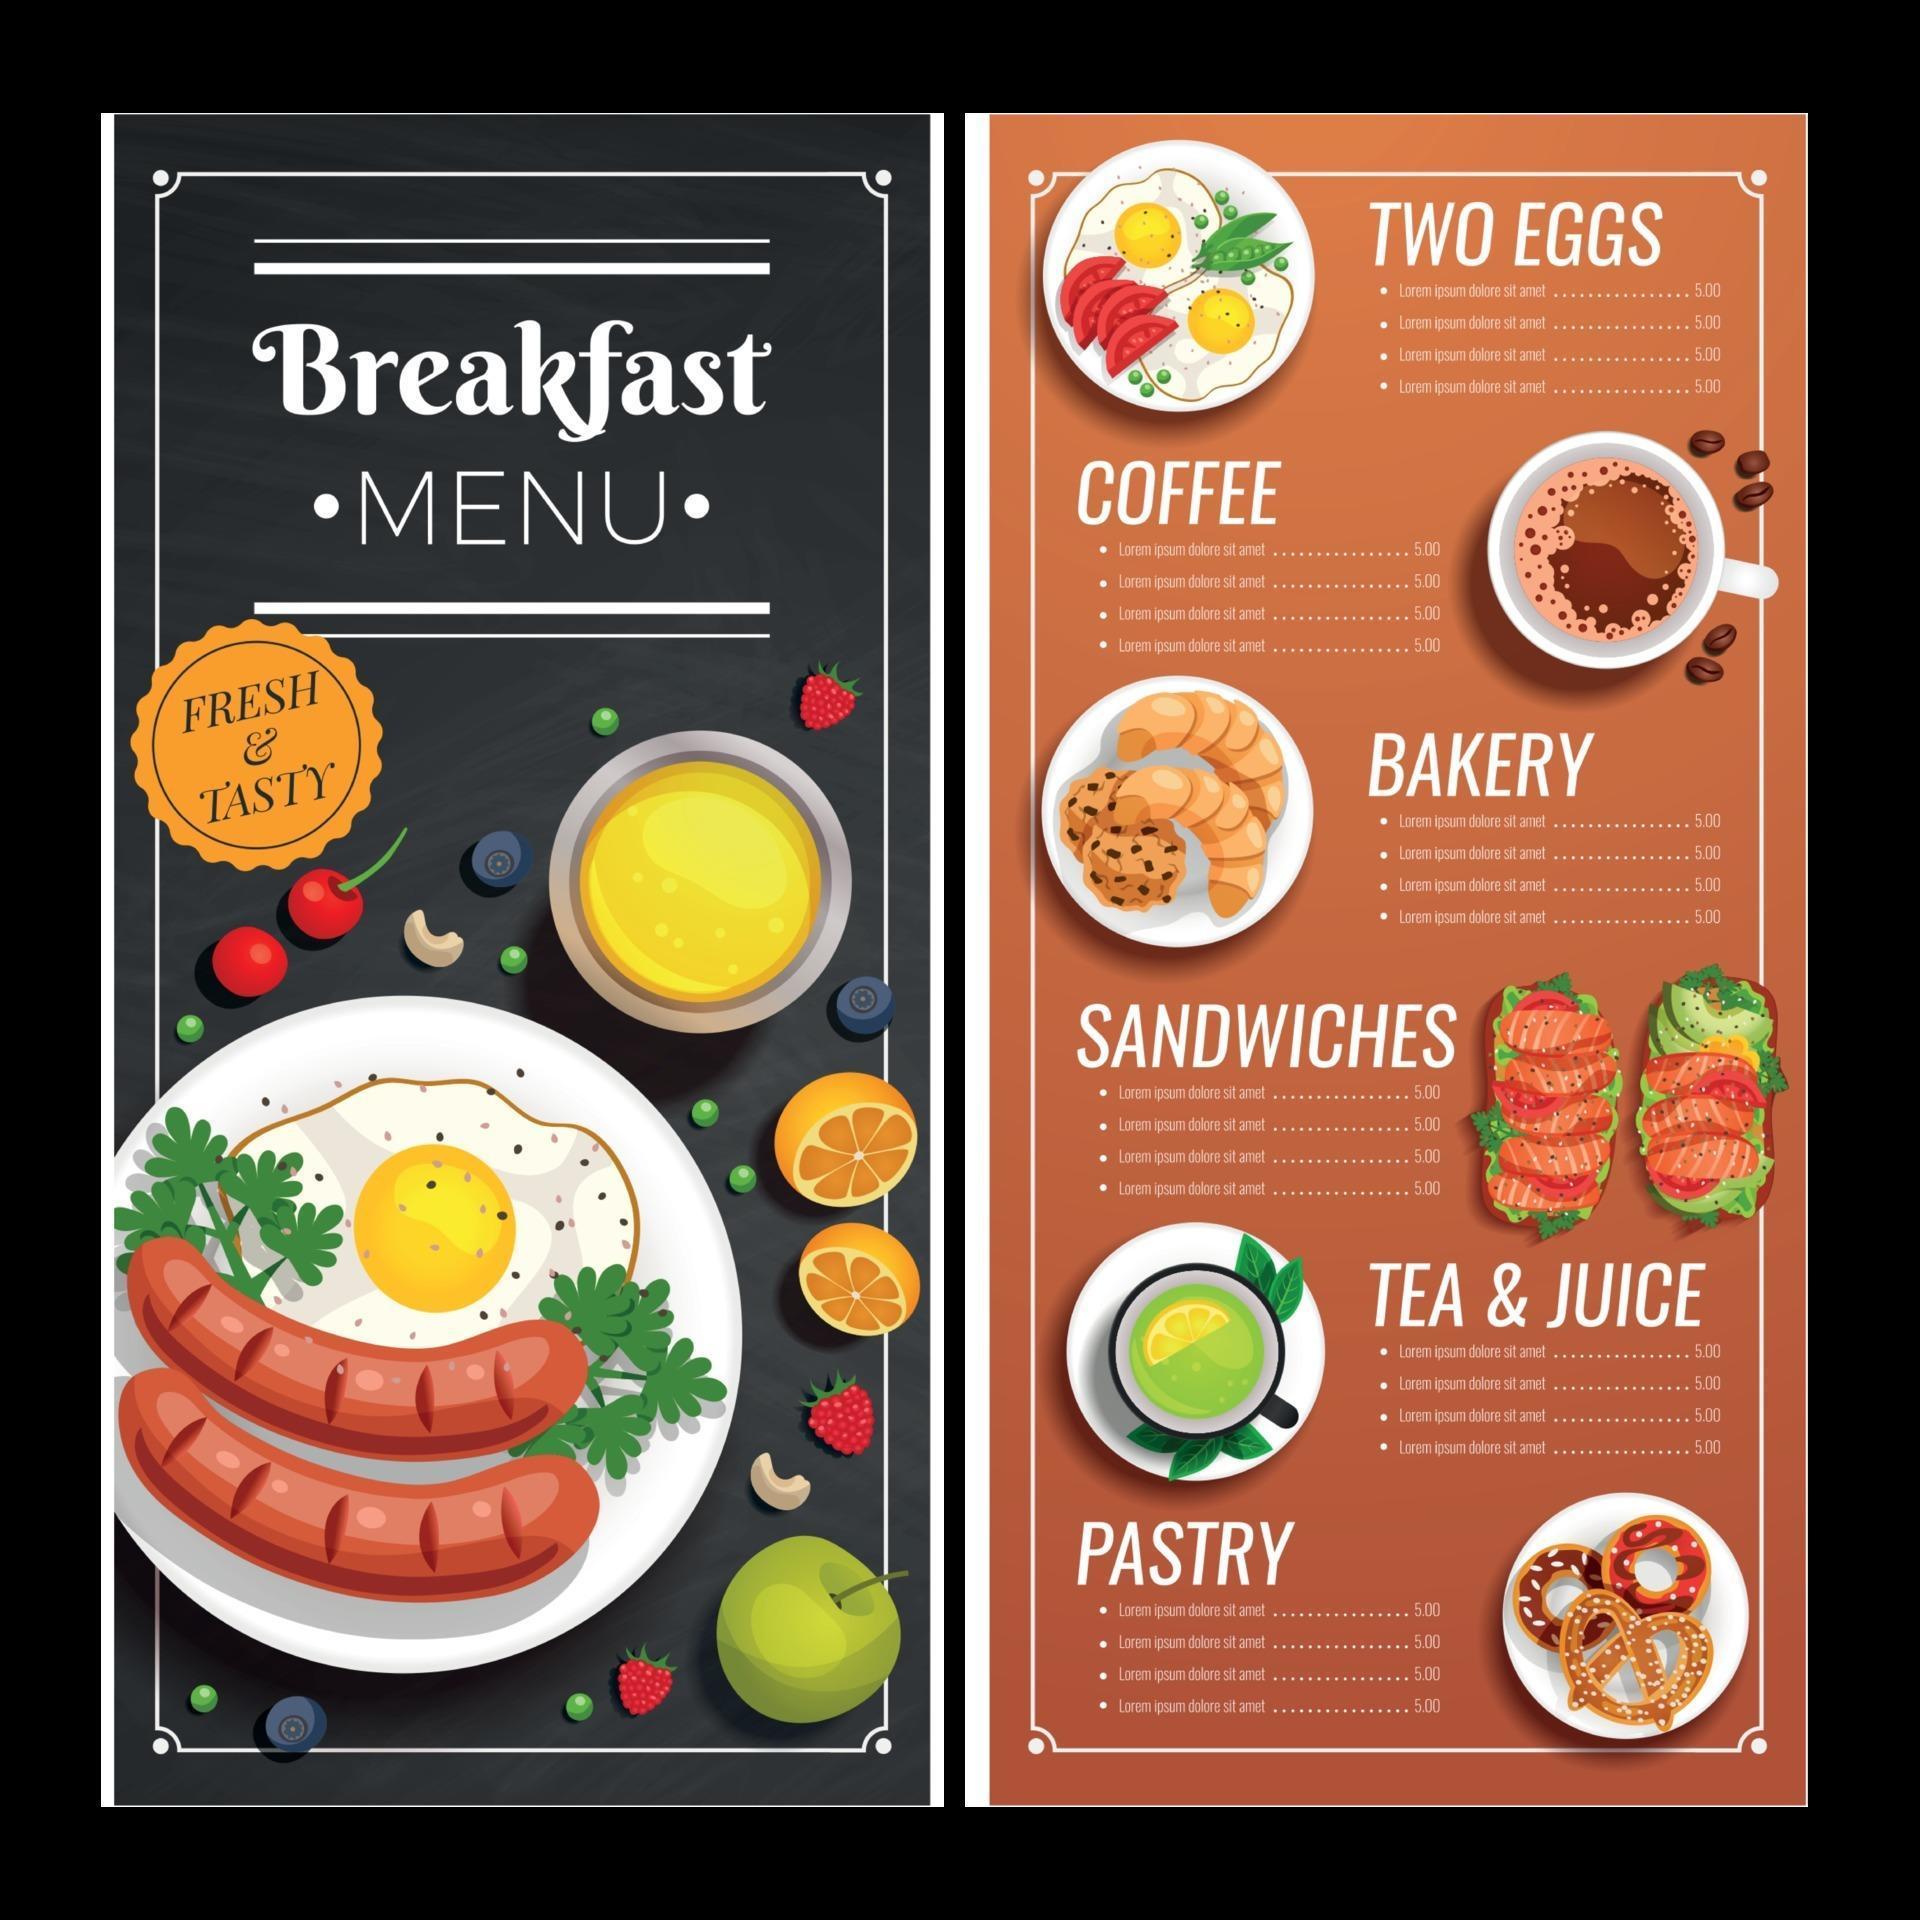 Breakfast
•MENU•
FRESH
&
TASTY
TWO EGGS
• Lorem ipsum dolore sit amet ................ 5.00
• Lorem ipsum dolore sit amet ................ 5.00
• Lorem ipsum dolore sit amet ................ 5.00
• Lorem ipsum dolore sit amet ................ 5.00
COFFEE
• Lorem ipsum dolore sit amet ................ 5.00
• Lorem ipsum dolore sit amet ................ 5.00
• Lorem ipsum dolore sit amet ................ 5.00
• Lorem ipsum dolore sit amet ................ 5.00
BAKERY
• Lorem ipsum dolore sit amet ................ 5.00
• Lorem ipsum dolore sit amet ................ 5.00
• Lorem ipsum dolore sit amet ................ 5.00
• Lorem ipsum dolore sit amet ................ 5.00
SANDWICHES
• Lorem ipsum dolore sit amet ................ 5.00
• Lorem ipsum dolore sit amet ................ 5.00
• Lorem ipsum dolore sit amet ................ 5.00
• Lorem ipsum dolore sit amet ................ 5.00
TEA & JUICE
• Lorem ipsum dolore sit amet ................ 5.00
• Lorem ipsum dolore sit amet ................ 5.00
• Lorem ipsum dolore sit amet ................ 5.00
• Lorem ipsum dolore sit amet ................ 5.00
PASTRY
• Lorem ipsum dolore sit amet ................ 5.00
• Lorem ipsum dolore sit amet ................ 5.00
• Lorem ipsum dolore sit amet ................ 5.00
• Lorem ipsum dolore sit amet ................ 5.00